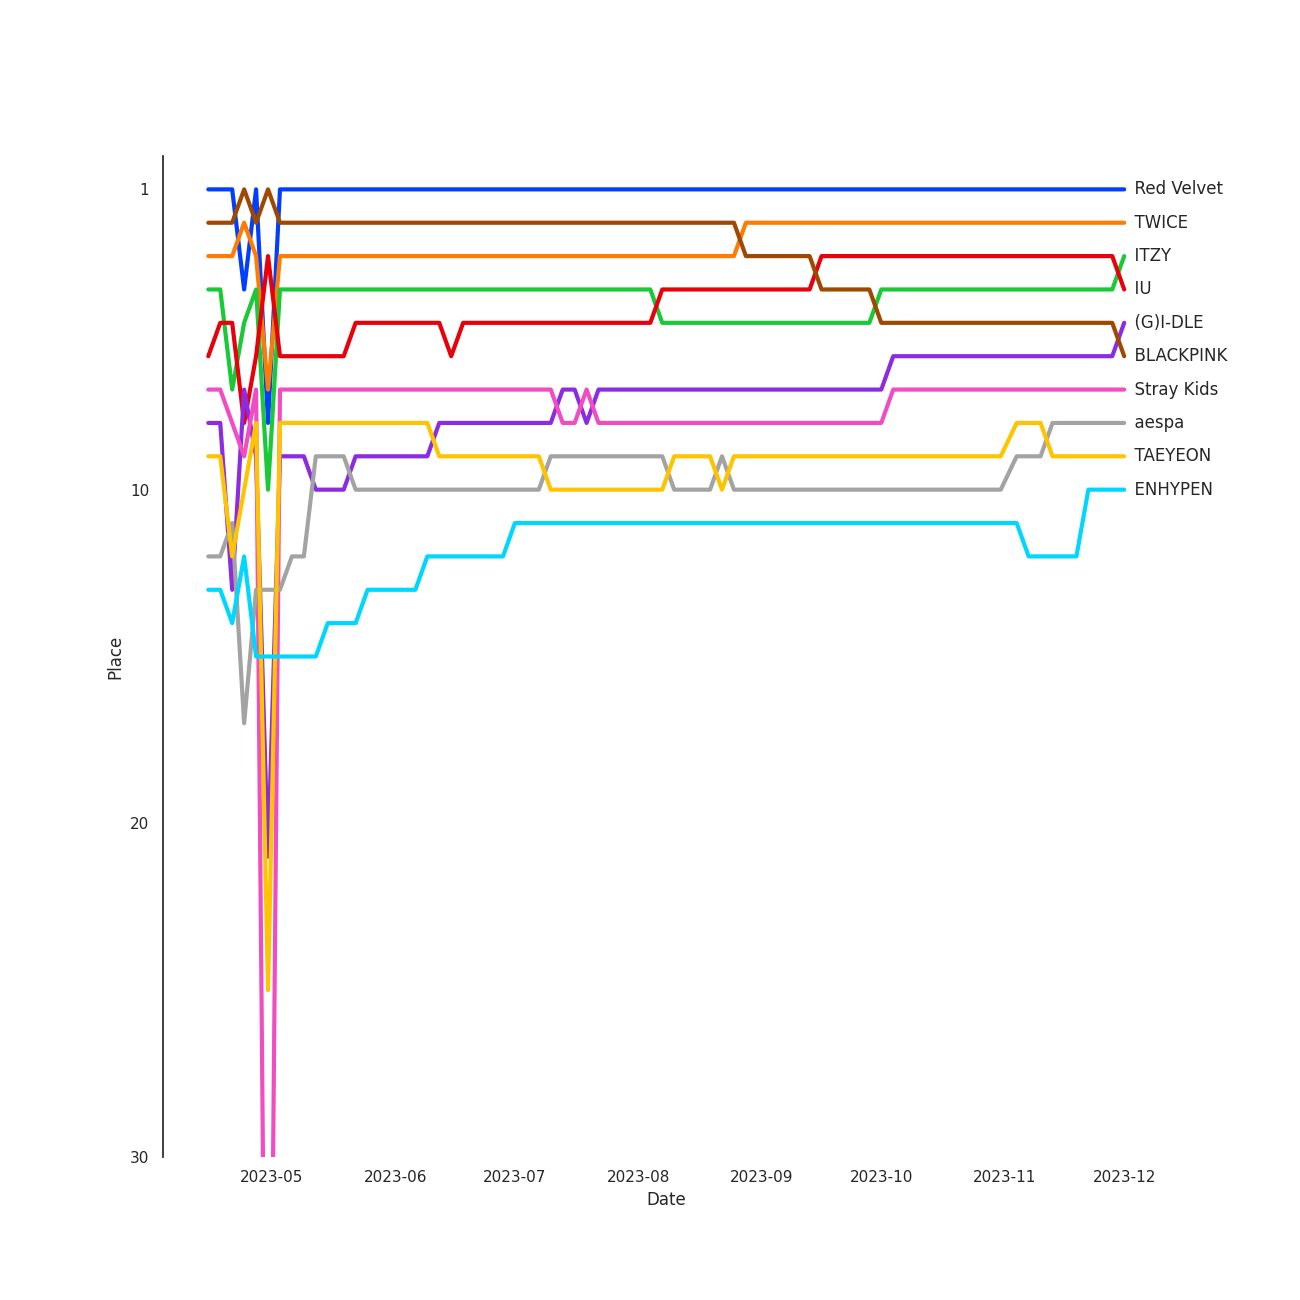 1
10
20
30
Place
2023-05
2023-06
2023-07
2023-08
2023-09
2023-10
2023-11
2023-12
Date
Red Velvet
TWICE
ITZY
IU
(G)I-DLE
BLACKPINK
Stray Kids
aespa
TAEYEON
ENHYPEN